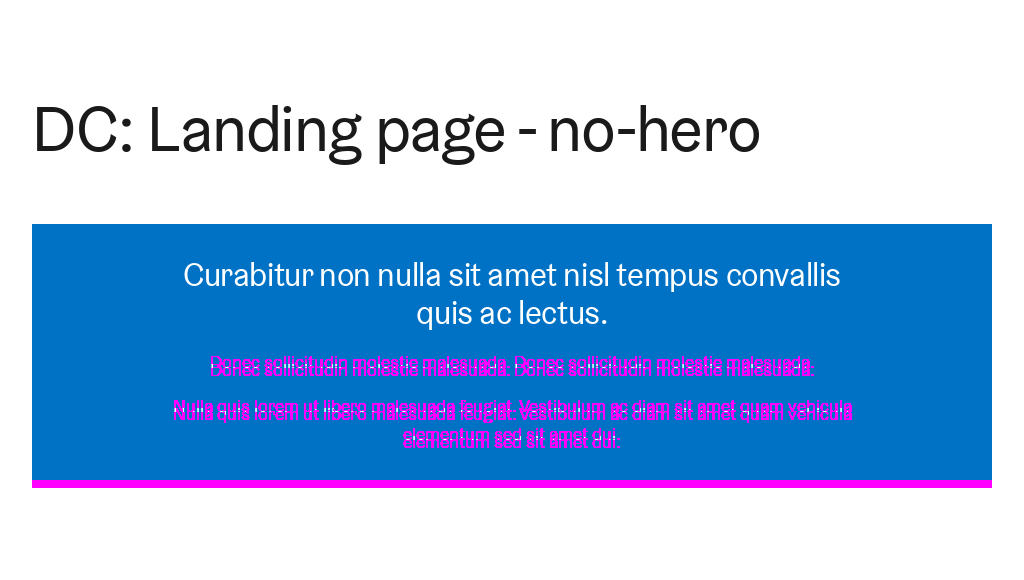 DC: Landing page - no-hero
Curabitur non nulla sit amet nisl tempus convallis
quis ac lectus.
Donec sollicitudin molestie malesuada. Donec sollicitudin molestie malesuada.
Nulla quis lorem ut libero malesuada feugiat. Vestibulum ac diam sit amet quam vehicula
elementum sed sit amet dui.